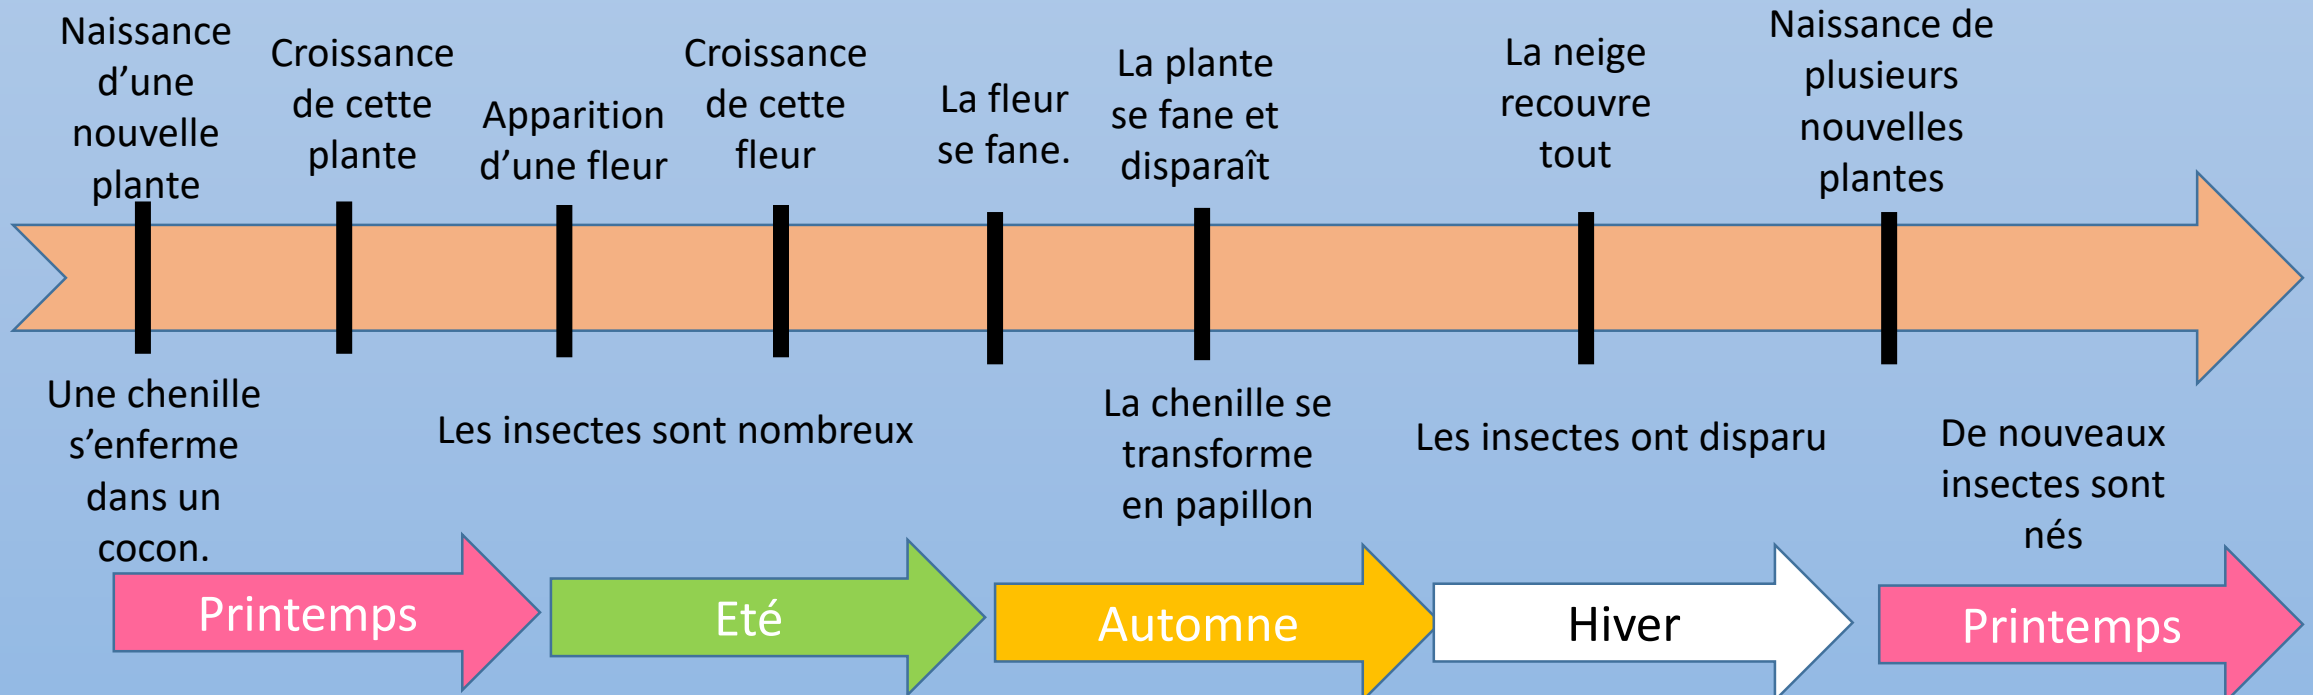 Naissance
d’une
nouvelle
plante
Croissance
de cette
plante
Apparition
d’une fleur
Croissance
de cette
fleur
La fleur
se fane.
La plante
se fane et
disparaît
La neige
recouvre
tout
Naissance de
plusieurs
nouvelles
plantes
Une chenille
s’enferme
dans un
cocon.
Les insectes sont nombreux
La chenille se
transforme
en papillon
Les insectes ont disparu
De nouveaux
insectes sont
nés
Printemps
Eté
Automne
Hiver
Printemps